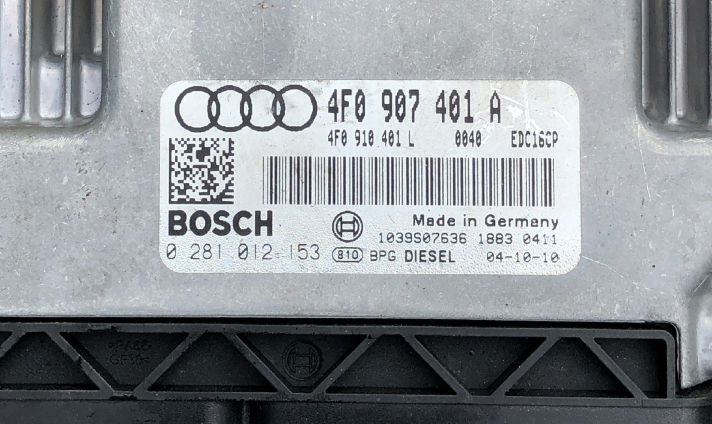 4F0 907 401 A
4F0 910 401 L 0040 EDC16CP
BOSCH
Made in Germany
1039S07636 1883 0411
0 281 012 153 810 BPG DIESEL 04-10-10